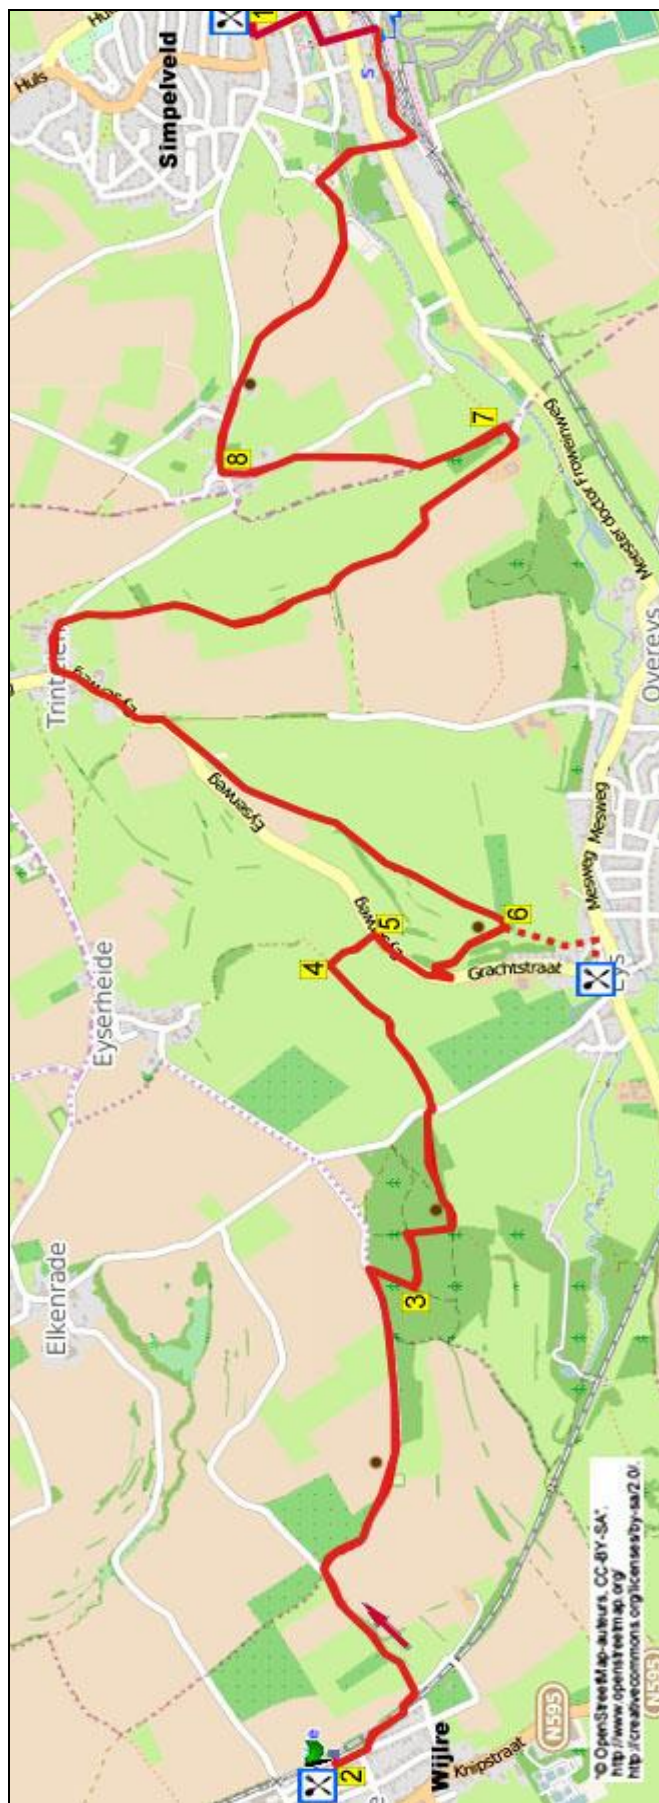 Huls
Simpelveld
1
S
8
7
Meester doctor Froweinweg
Overeys
Eyserweg
Eyserweg
Mesweg
Mesweg
6
5
4
Grachtstraat
Eyserheide
Elkenrade
3
2
Wijlre
Knipstraat
N595
N595
"© OpenStreetMap-auteurs, CC-BY-SA".
http://www.openstreetmap.org/
http://creativecommons.org/licenses/by-sa/2.0/.